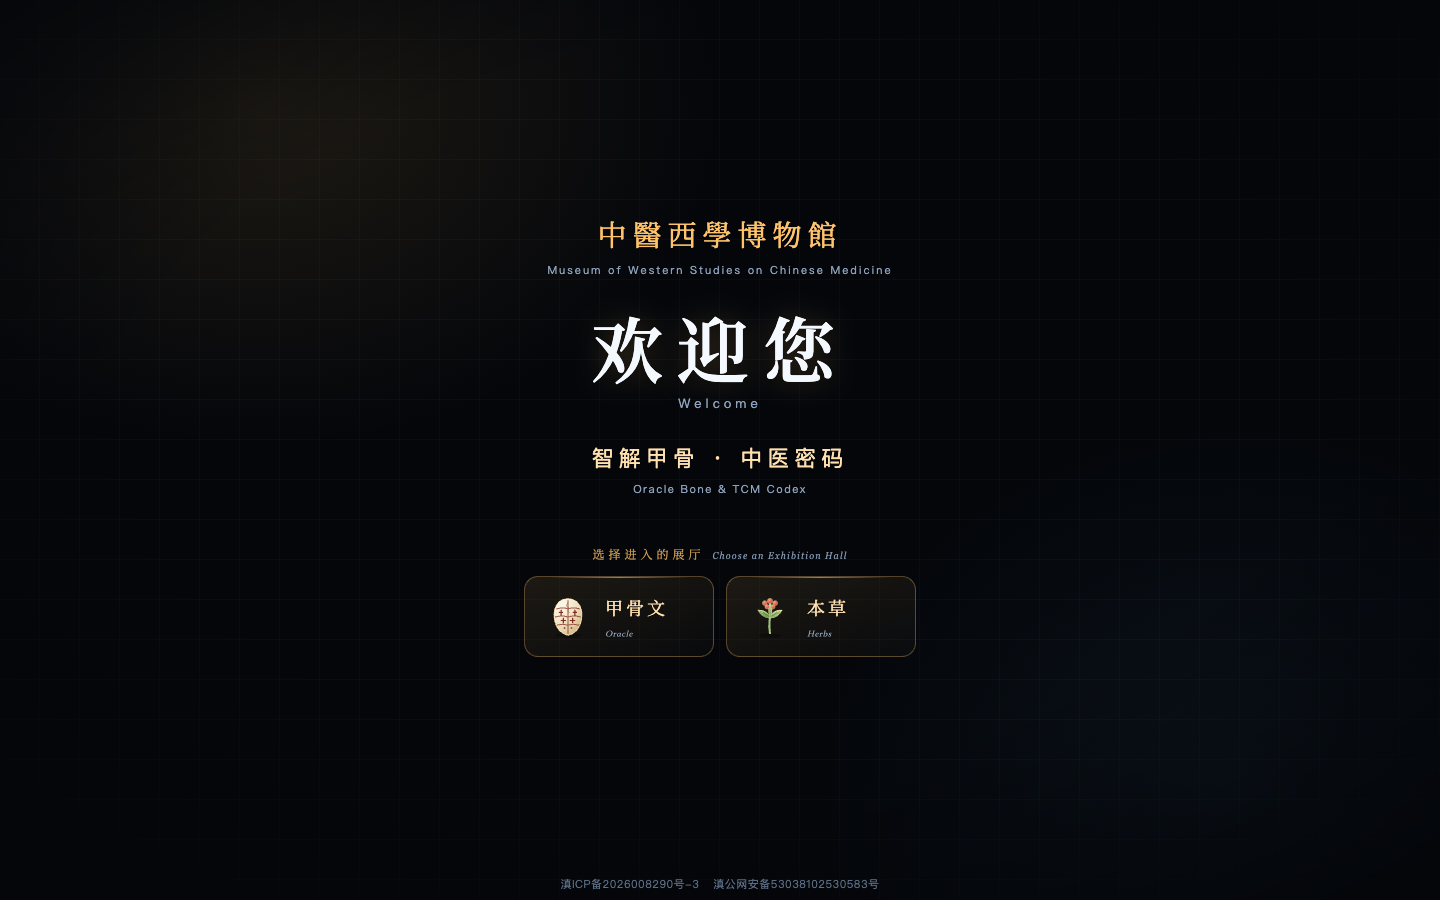 中醫西學博物館
Museum of Western Studies on Chinese Medicine
欢迎您
Welcome
智解甲骨 · 中医密码
Oracle Bone & TCM Codex
选择进入的展厅 Choose an Exhibition Hall
甲骨文
Oracle
本草
Herbs
滇ICP备2026008290号-3 滇公网安备53038102530583号